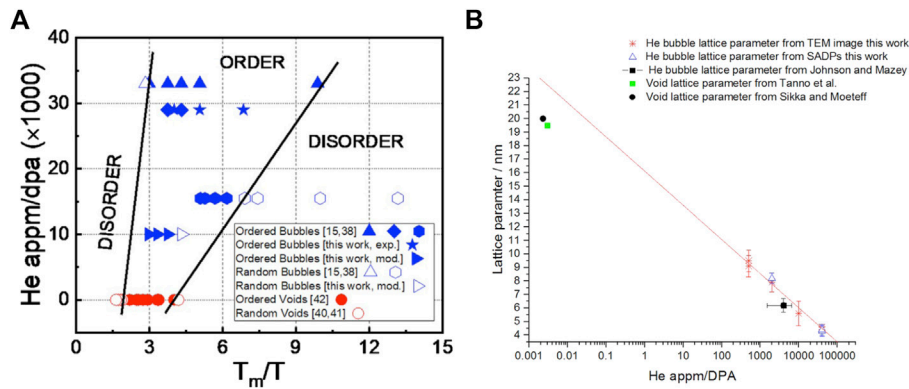 A
He appm/dpa (×1000)
40
30
20
10
0
0
3
6
9
12
15
T_m/T
DISORDER
ORDER
DISORDER
Ordered Bubbles [15,38]
Ordered Bubbles [this work, exp.]
Ordered Bubbles [this work, mod.]
Random Bubbles [15,38]
Random Bubbles [this work, mod.]
Ordered Voids [42]
Random Voids [40,41]
B
He bubble lattice parameter from TEM image this work
He bubble lattice parameter from SADPs this work
He bubble lattice parameter from Johnson and Mazey
Void lattice parameter from Tanno et al.
Void lattice parameter from Sikka and Moeteff
Lattice paramter / nm
23
22
21
20
19
18
17
16
15
14
13
12
11
10
9
8
7
6
5
4
0.001
0.01
0.1
1
10
100
1000
10000
100000
He appm/DPA